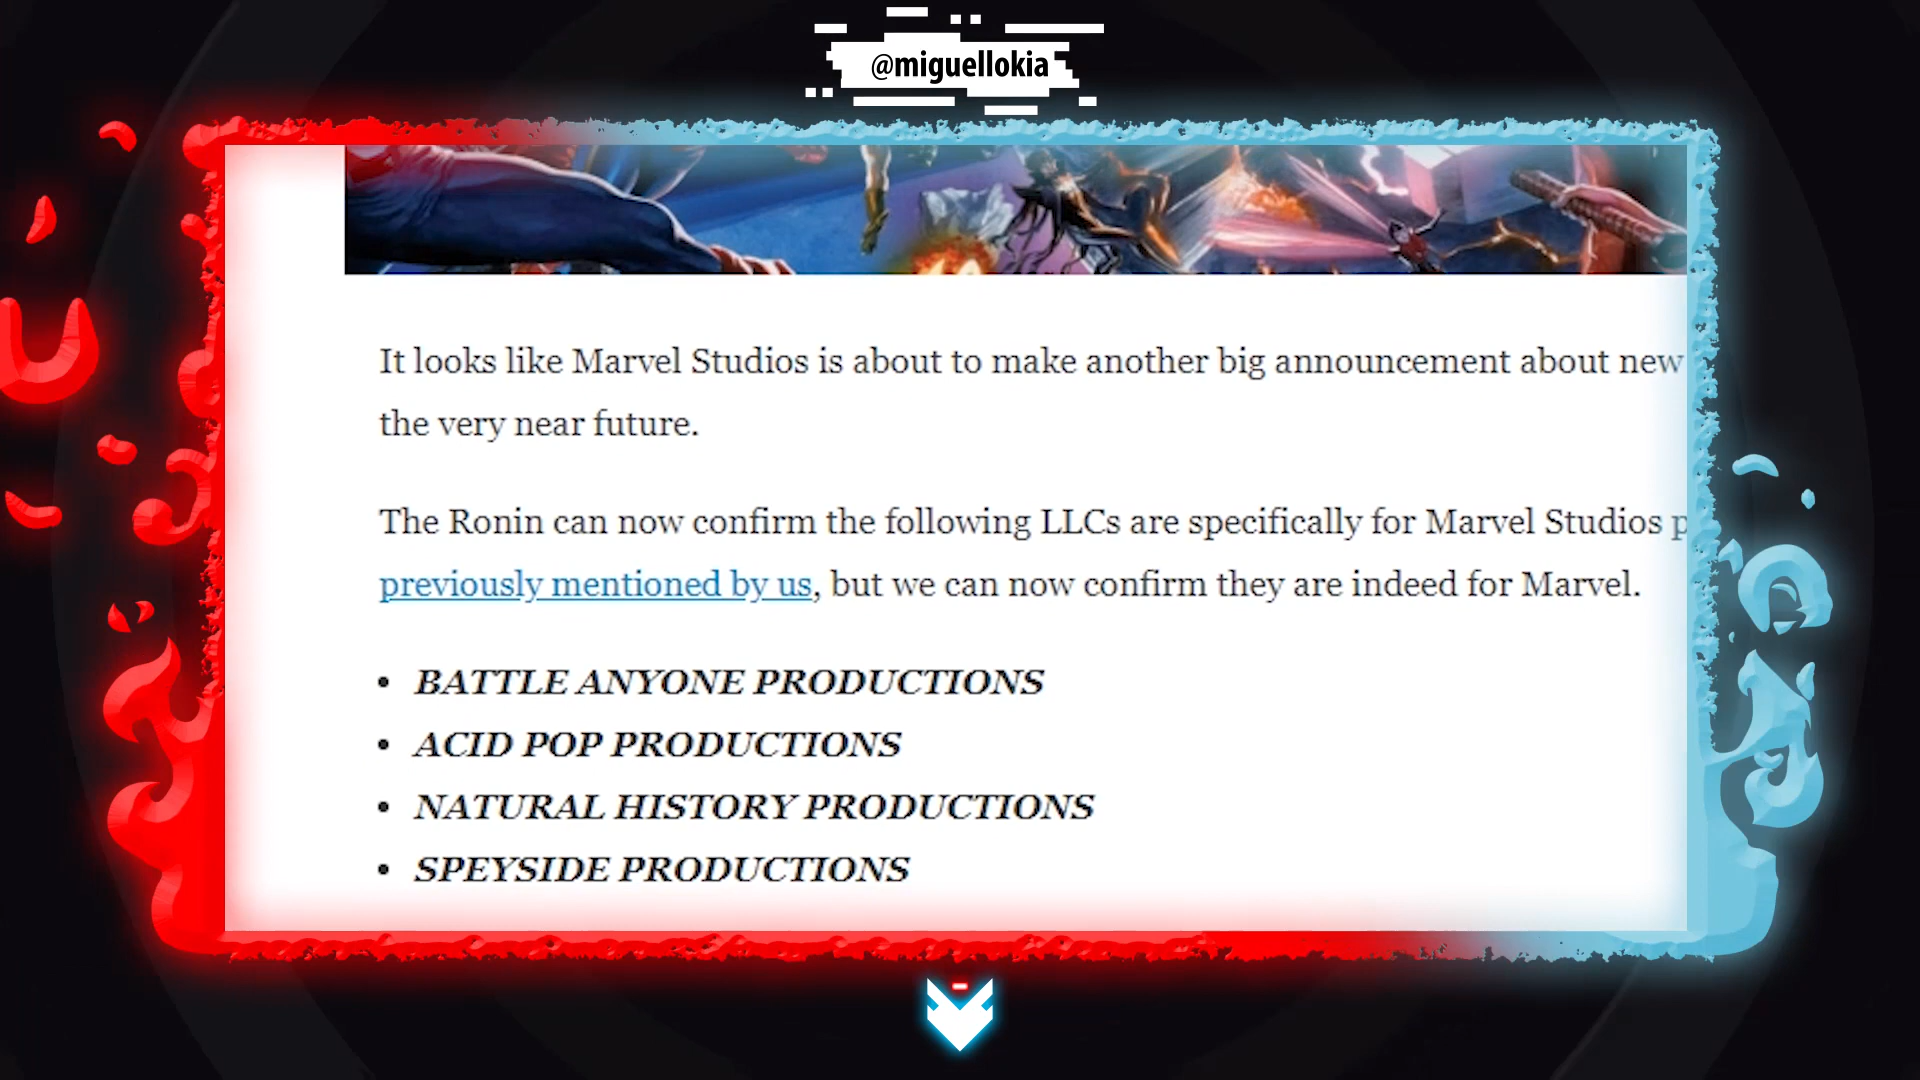 @miguellokia
It looks like Marvel Studios is about to make another big announcement about new
the very near future.
The Ronin can now confirm the following LLCs are specifically for Marvel Studios p
previously mentioned by us, but we can now confirm they are indeed for Marvel.
• BATTLE ANYONE PRODUCTIONS
• ACID POP PRODUCTIONS
• NATURAL HISTORY PRODUCTIONS
• SPEYSIDE PRODUCTIONS